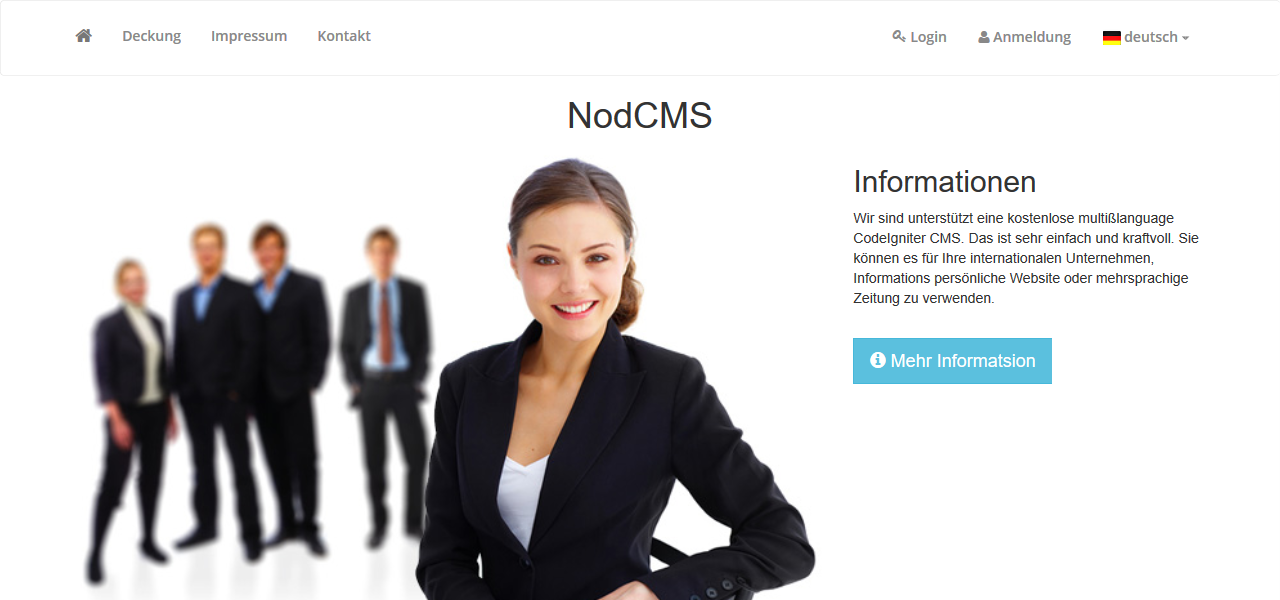 Deckung Impressum Kontakt Login Anmeldung deutsch
NodCMS
Informationen
Wir sind unterstützt eine kostenlose multißlanguage
CodeIgniter CMS. Das ist sehr einfach und kraftvoll. Sie
können es für Ihre internationalen Unternehmen,
Informations persönliche Website oder mehrsprachige
Zeitung zu verwenden.
Mehr Informatsion